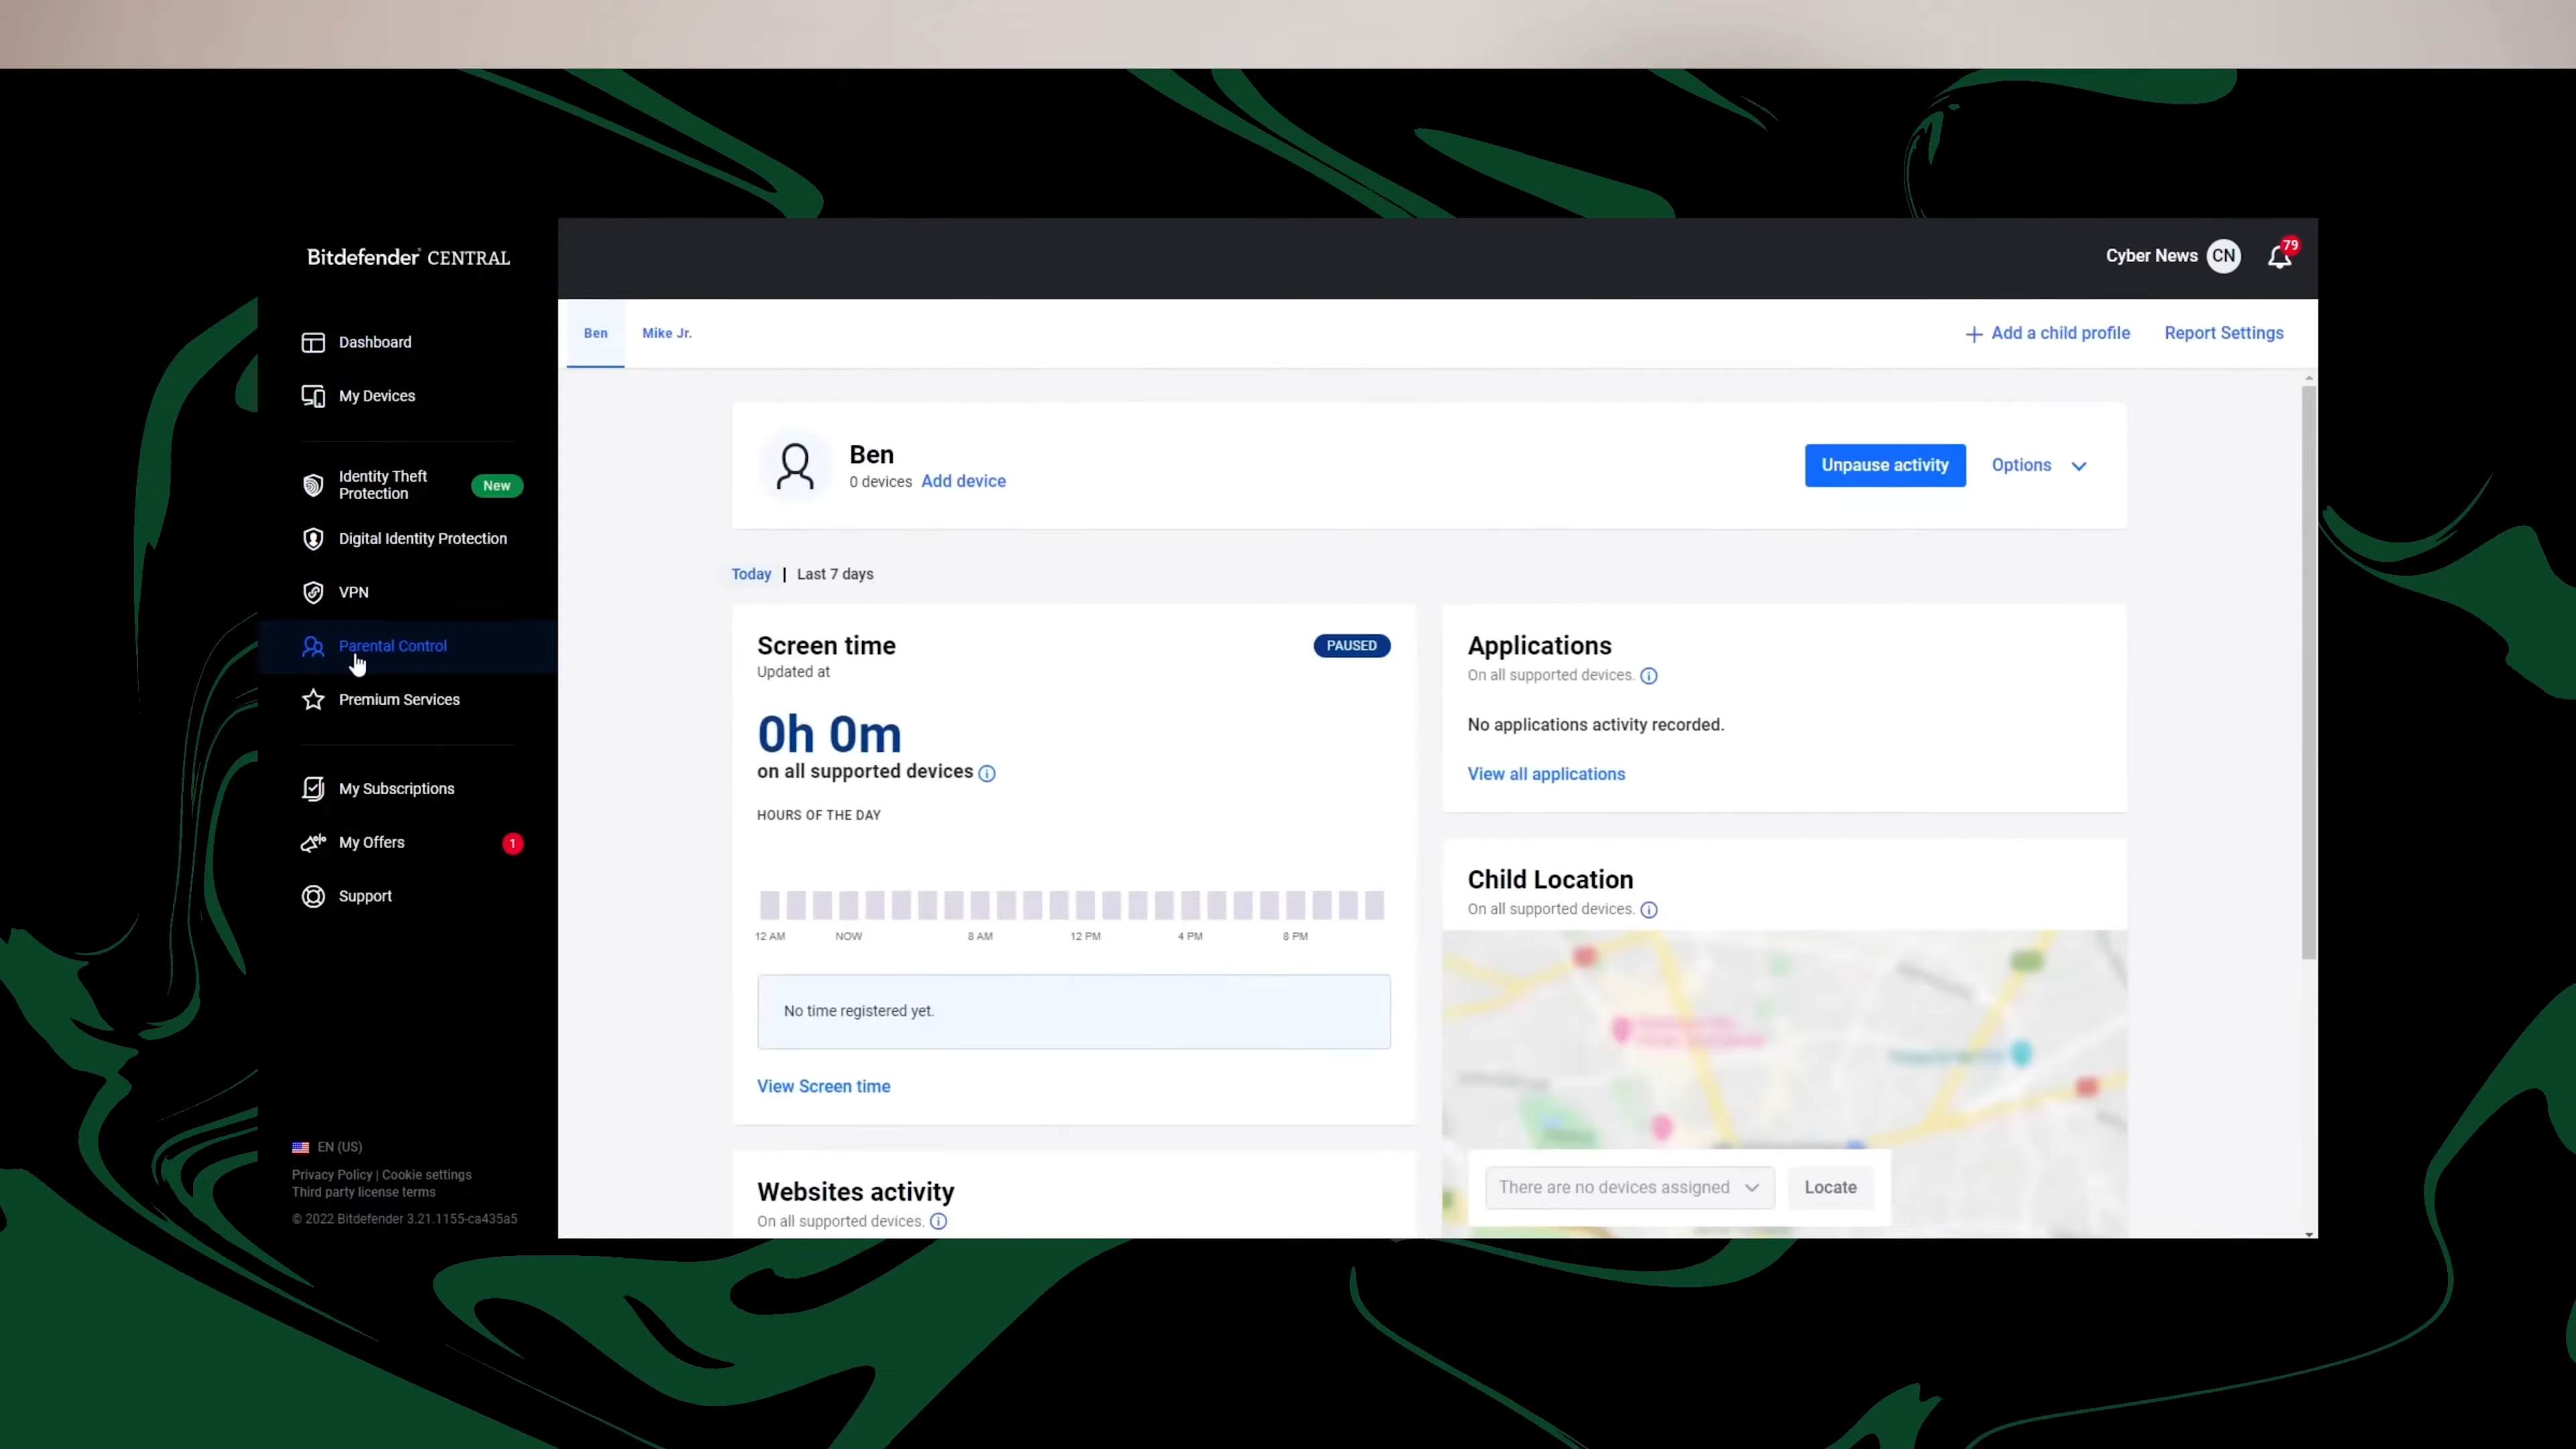 Bitdefender® CENTRAL
Cyber News CN 79
Dashboard
My Devices
Identity Theft
Protection
New
Digital Identity Protection
VPN
Parental Control
Premium Services
My Subscriptions
My Offers 1
Support
EN (US)
Privacy Policy | Cookie settings
Third party license terms
© 2022 Bitdefender 3.21.1155-ca435a5
Ben Mike Jr. + Add a child profile Report Settings
Ben
0 devices Add device
Unpause activity Options
Today | Last 7 days
Screen time PAUSED
Updated at
0h 0m
on all supported devices
HOURS OF THE DAY
12 AM NOW 8 AM 12 PM 4 PM 8 PM
No time registered yet.
View Screen time
Websites activity
On all supported devices.
Applications
On all supported devices.
No applications activity recorded.
View all applications
Child Location
On all supported devices.
There are no devices assigned Locate